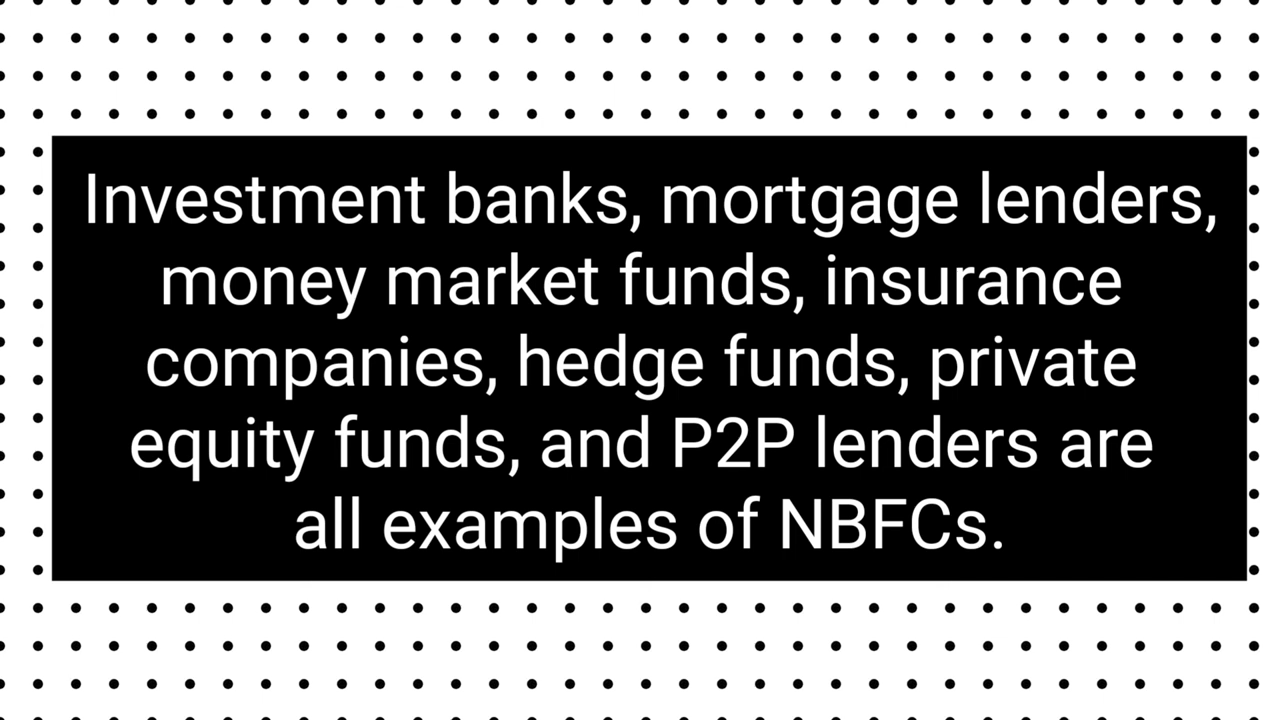 Investment banks, mortgage lenders,
money market funds, insurance
companies, hedge funds, private
equity funds, and P2P lenders are
all examples of NBFCs.